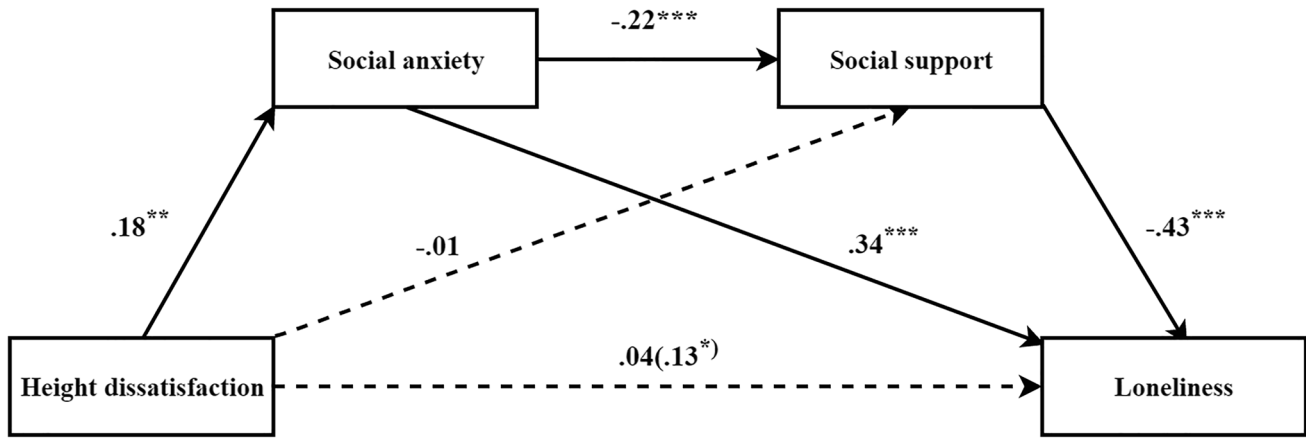 -.22***
Social anxiety
Social support
.18**
-.01
.34***
-.43***
.04(.13*)
Height dissatisfaction
Loneliness